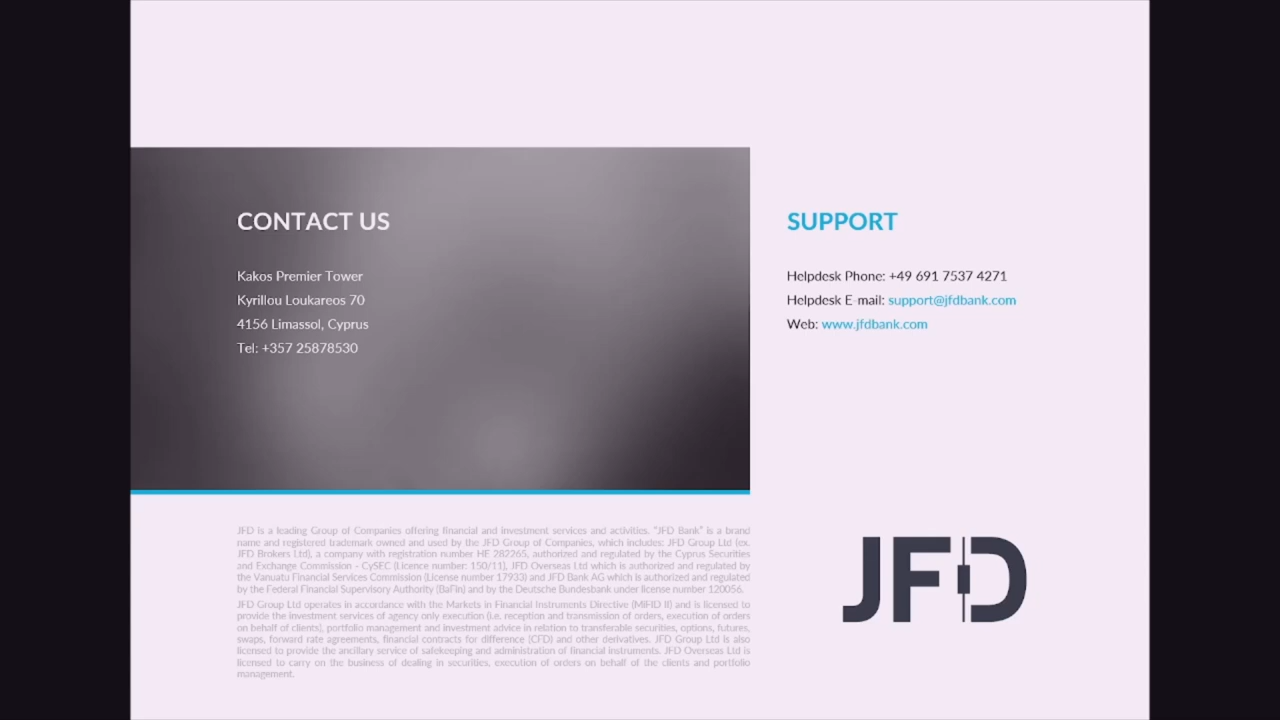 CONTACT US
Kakos Premier Tower
Kyrillou Loukareos 70
4156 Limassol, Cyprus
Tel: +357 25878530
SUPPORT
Helpdesk Phone: +49 691 7537 4271
Helpdesk E-mail: support@jfdbank.com
Web: www.jfdbank.com
JFD is a leading Group of Companies offering financial and investment services and activities. "JFD Bank" is a brand
name and registered trademark owned and used by the JFD Group of Companies, which includes: JFD Group Ltd (ex.
JFD Brokers Ltd), a company with registration number HE 282265, authorized and regulated by the Cyprus Securities
and Exchange Commission - CySEC (Licence number: 150/11), JFD Overseas Ltd which is authorized and regulated by
the Vanuatu Financial Services Commission (License number 17933) and JFD Bank AG which is authorized and regulated
by the Federal Financial Supervisory Authority (BaFin) and by the Deutsche Bundesbank under license number 120056.
JFD Group Ltd operates in accordance with the Markets in Financial Instruments Directive (MiFID II) and is licensed to
provide the investment services of agency only execution (i.e. reception and transmission of orders, execution of orders
on behalf of clients), portfolio management and investment advice in relation to transferable securities, options, futures,
swaps, forward rate agreements, financial contracts for difference (CFD) and other derivatives. JFD Group Ltd is also
licensed to provide the ancillary service of safekeeping and administration of financial instruments. JFD Overseas Ltd is
licensed to carry on the business of dealing in securities, execution of orders on behalf of the clients and portfolio
management.
JFD